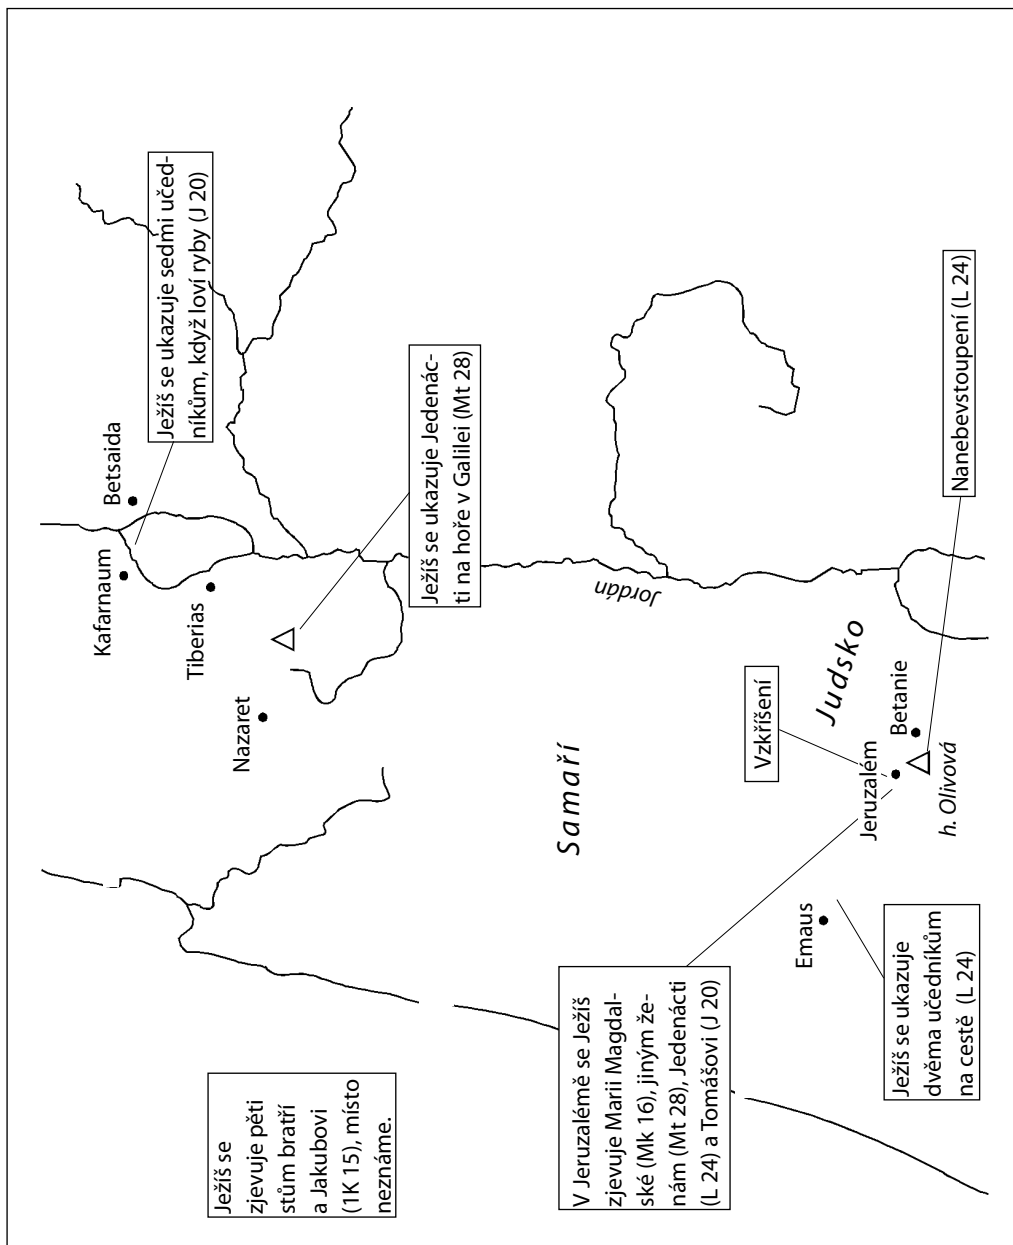 Ježíš se
zjevuje pěti
stům bratří
a Jakubovi
(1K 15), místo
neznáme.
Kafarnaum
Betsaida
Tiberias
Nazaret
Ježíš se ukazuje sedmi učed-
níkům, když loví ryby (J 20)
Ježíš se ukazuje Jedenác-
ti na hoře v Galilei (Mt 28)
Samaří
Jordán
V Jeruzalémě se Ježíš
zjevuje Marii Magdal-
ské (Mk 16), jiným že-
nám (Mt 28), Jedenácti
(L 24) a Tomášovi (J 20)
Vzkříšení
Judsko
Emaus
Jeruzalém
Betanie
h. Olivová
Ježíš se ukazuje
dvěma učedníkům
na cestě (L 24)
Nanebevstoupení (L 24)